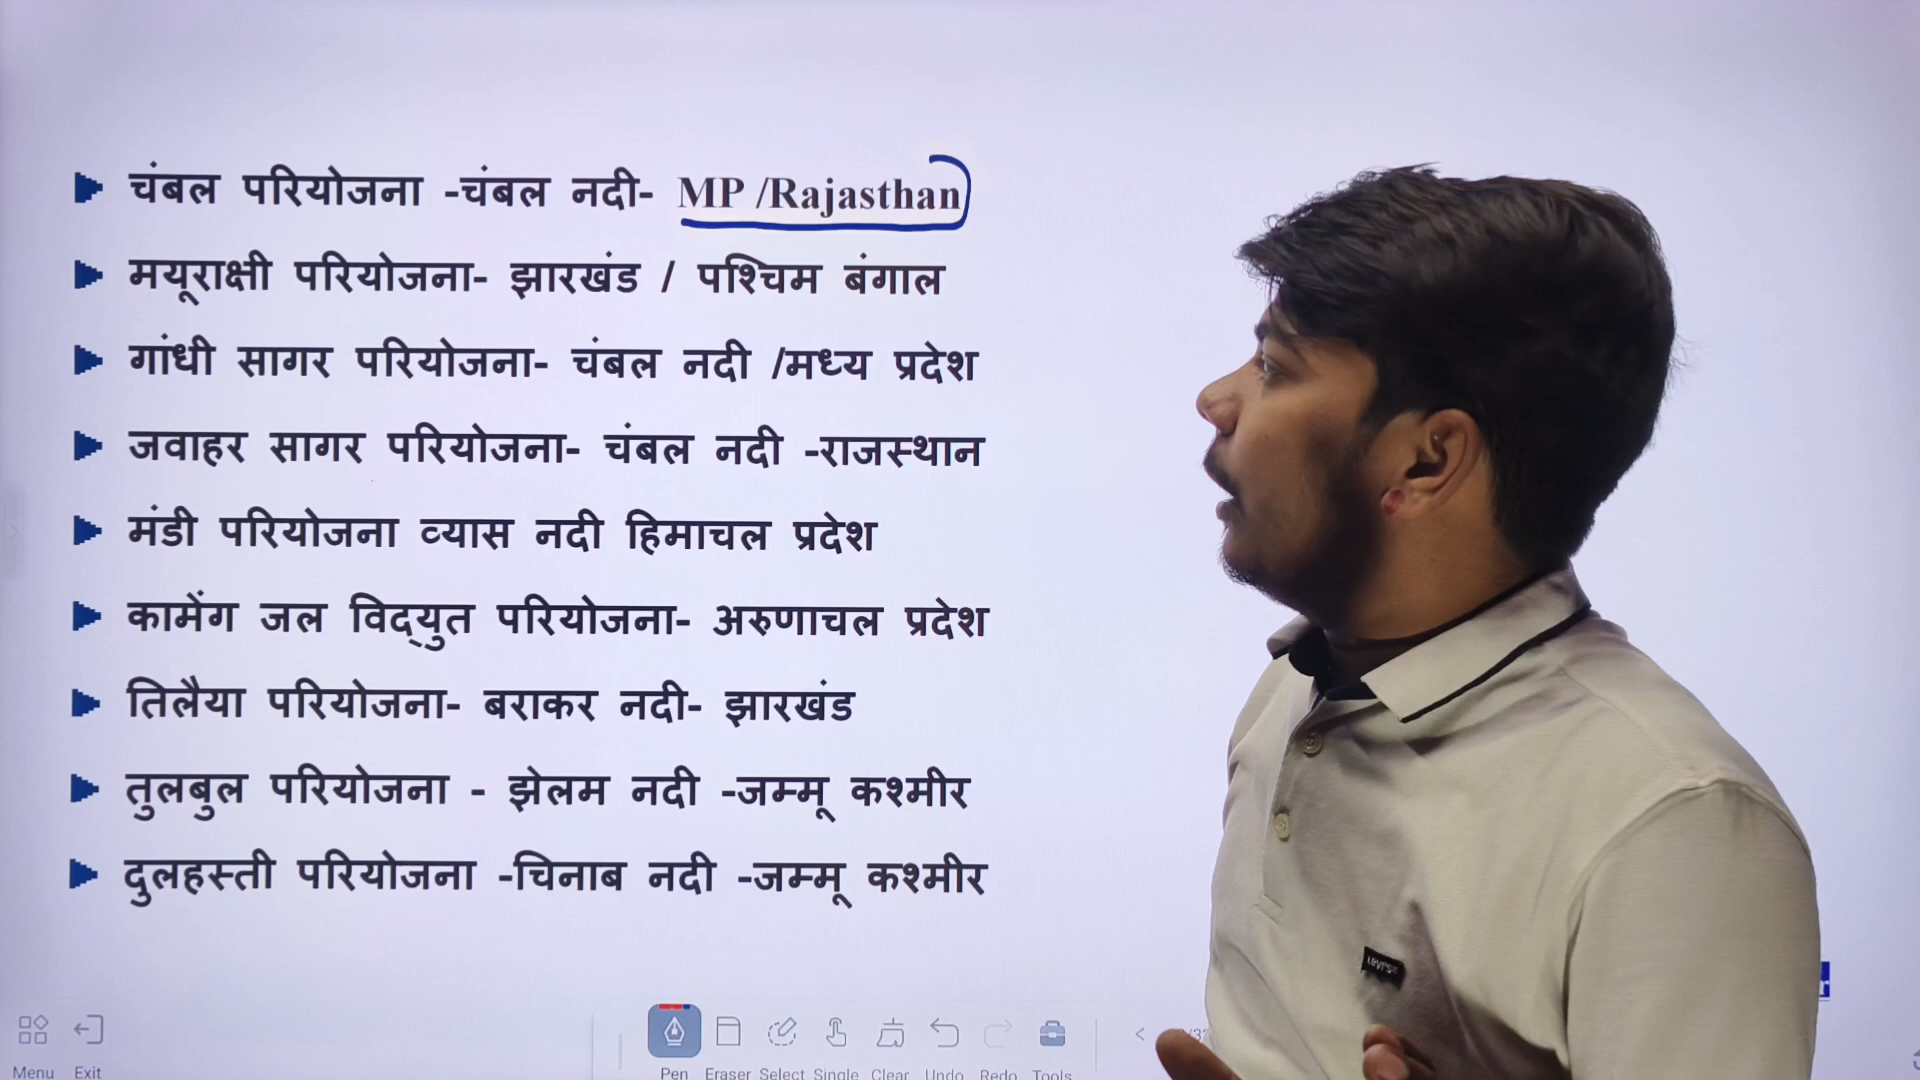 चंबल परियोजना -चंबल नदी- MP /Rajasthan
मयूराक्षी परियोजना- झारखंड / पश्चिम बंगाल
गांधी सागर परियोजना- चंबल नदी /मध्य प्रदेश
जवाहर सागर परियोजना- चंबल नदी -राजस्थान
मंडी परियोजना व्यास नदी हिमाचल प्रदेश
कामेंग जल विद्युत परियोजना- अरुणाचल प्रदेश
तिलैया परियोजना- बराकर नदी- झारखंड
तुलबुल परियोजना - झेलम नदी -जम्मू कश्मीर
दुलहस्ती परियोजना -चिनाब नदी -जम्मू कश्मीर
Levi's
Menu Exit Pen Eraser Select Single Clear Undo Redo Tools